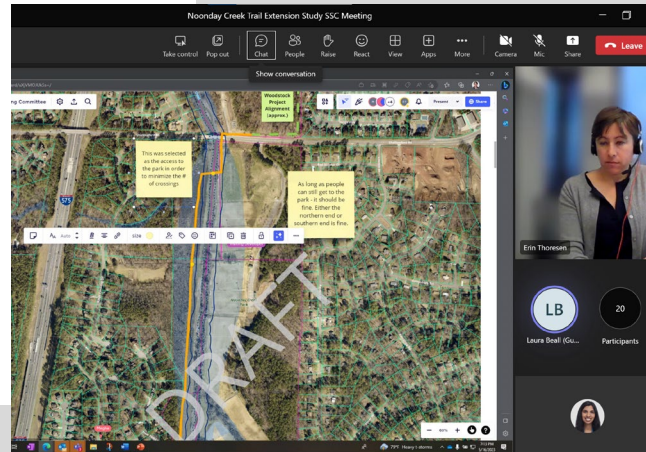 Noonday Creek Trail Extension Study SSC Meeting
Take control
Pop out
Chat
People
Raise
React
View
Apps
More
Camera
Mic
Share
Leave
Show conversation
ng Committee
Present
Share
Woodstock
Project
Alignment
(approx.)
This was selected
as the access to
the park in order
to minimize the #
of crossings
As long as people
can still get to the
park - it should be
fine. Either the
northern end or
southern end is fine.
575
Auto
DRAFT
Erin Thoresen
LB
Laura Beall (Gu...
20
Participants